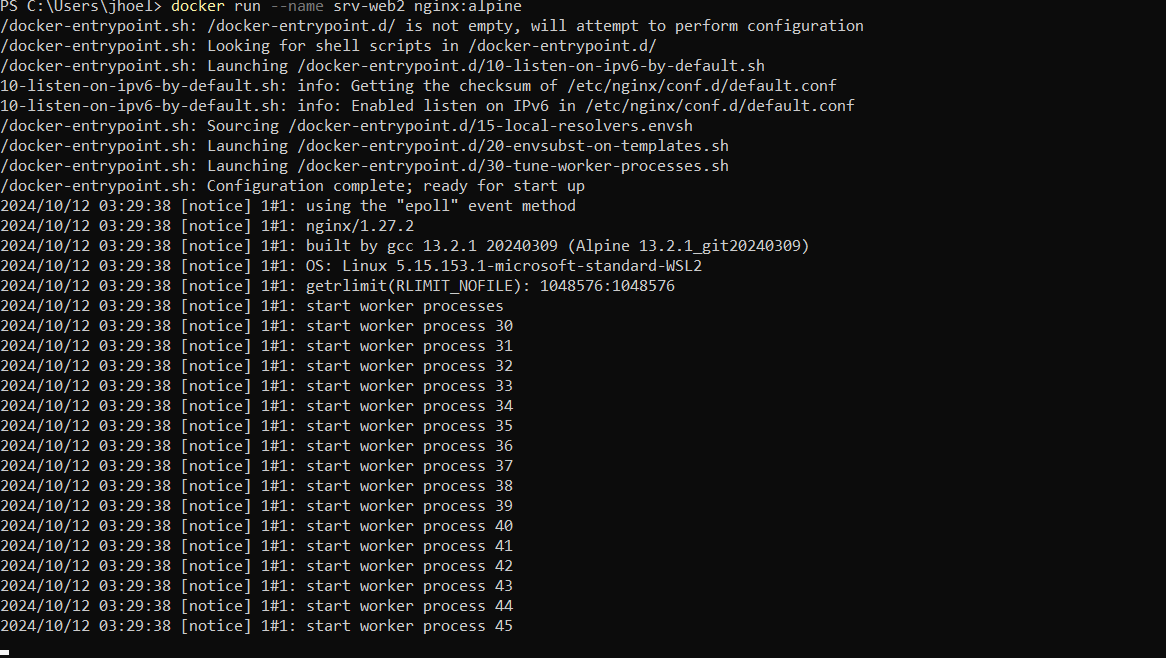 PS C:\Users\jhoel> docker run --name srv-web2 nginx:alpine
/docker-entrypoint.sh: /docker-entrypoint.d/ is not empty, will attempt to perform configuration
/docker-entrypoint.sh: Looking for shell scripts in /docker-entrypoint.d/
/docker-entrypoint.sh: Launching /docker-entrypoint.d/10-listen-on-ipv6-by-default.sh
10-listen-on-ipv6-by-default.sh: info: Getting the checksum of /etc/nginx/conf.d/default.conf
10-listen-on-ipv6-by-default.sh: info: Enabled listen on IPv6 in /etc/nginx/conf.d/default.conf
/docker-entrypoint.sh: Sourcing /docker-entrypoint.d/15-local-resolvers.envsh
/docker-entrypoint.sh: Launching /docker-entrypoint.d/20-envsubst-on-templates.sh
/docker-entrypoint.sh: Launching /docker-entrypoint.d/30-tune-worker-processes.sh
/docker-entrypoint.sh: Configuration complete; ready for start up
2024/10/12 03:29:38 [notice] 1#1: using the "epoll" event method
2024/10/12 03:29:38 [notice] 1#1: nginx/1.27.2
2024/10/12 03:29:38 [notice] 1#1: built by gcc 13.2.1 20240309 (Alpine 13.2.1_git20240309)
2024/10/12 03:29:38 [notice] 1#1: OS: Linux 5.15.153.1-microsoft-standard-WSL2
2024/10/12 03:29:38 [notice] 1#1: getrlimit(RLIMIT_NOFILE): 1048576:1048576
2024/10/12 03:29:38 [notice] 1#1: start worker processes
2024/10/12 03:29:38 [notice] 1#1: start worker process 30
2024/10/12 03:29:38 [notice] 1#1: start worker process 31
2024/10/12 03:29:38 [notice] 1#1: start worker process 32
2024/10/12 03:29:38 [notice] 1#1: start worker process 33
2024/10/12 03:29:38 [notice] 1#1: start worker process 34
2024/10/12 03:29:38 [notice] 1#1: start worker process 35
2024/10/12 03:29:38 [notice] 1#1: start worker process 36
2024/10/12 03:29:38 [notice] 1#1: start worker process 37
2024/10/12 03:29:38 [notice] 1#1: start worker process 38
2024/10/12 03:29:38 [notice] 1#1: start worker process 39
2024/10/12 03:29:38 [notice] 1#1: start worker process 40
2024/10/12 03:29:38 [notice] 1#1: start worker process 41
2024/10/12 03:29:38 [notice] 1#1: start worker process 42
2024/10/12 03:29:38 [notice] 1#1: start worker process 43
2024/10/12 03:29:38 [notice] 1#1: start worker process 44
2024/10/12 03:29:38 [notice] 1#1: start worker process 45